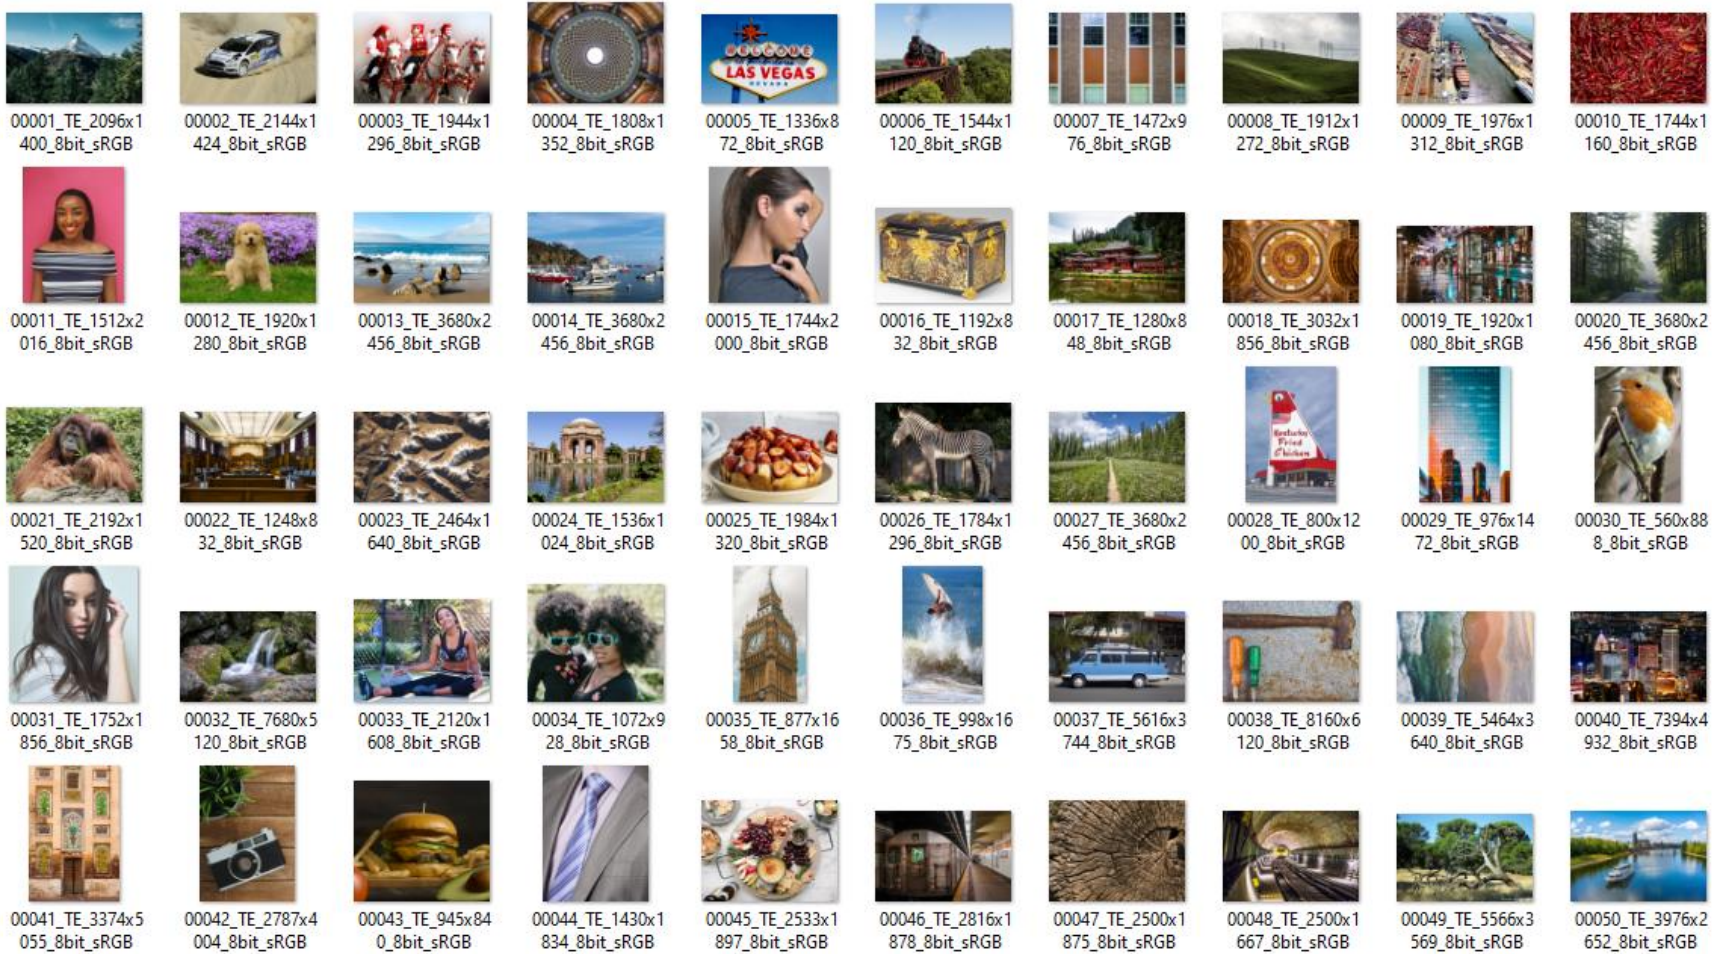 WELCOME
LAS VEGAS
NEVADA
00001_TE_2096x1
400_8bit_sRGB
00002_TE_2144x1
424_8bit_sRGB
00003_TE_1944x1
296_8bit_sRGB
00004_TE_1808x1
352_8bit_sRGB
00005_TE_1336x8
72_8bit_sRGB
00006_TE_1544x1
120_8bit_sRGB
00007_TE_1472x9
76_8bit_sRGB
00008_TE_1912x1
272_8bit_sRGB
00009_TE_1976x1
312_8bit_sRGB
00010_TE_1744x1
160_8bit_sRGB
00011_TE_1512x2
016_8bit_sRGB
00012_TE_1920x1
280_8bit_sRGB
00013_TE_3680x2
456_8bit_sRGB
00014_TE_3680x2
456_8bit_sRGB
00015_TE_1744x2
000_8bit_sRGB
00016_TE_1192x8
32_8bit_sRGB
00017_TE_1280x8
48_8bit_sRGB
00018_TE_3032x1
856_8bit_sRGB
00019_TE_1920x1
080_8bit_sRGB
00020_TE_3680x2
456_8bit_sRGB
Kentucky
Fried
Chicken
00021_TE_2192x1
520_8bit_sRGB
00022_TE_1248x8
32_8bit_sRGB
00023_TE_2464x1
640_8bit_sRGB
00024_TE_1536x1
024_8bit_sRGB
00025_TE_1984x1
320_8bit_sRGB
00026_TE_1784x1
296_8bit_sRGB
00027_TE_3680x2
456_8bit_sRGB
00028_TE_800x12
00_8bit_sRGB
00029_TE_976x14
72_8bit_sRGB
00030_TE_560x88
8_8bit_sRGB
00031_TE_1752x1
856_8bit_sRGB
00032_TE_7680x5
120_8bit_sRGB
00033_TE_2120x1
608_8bit_sRGB
00034_TE_1072x9
28_8bit_sRGB
00035_TE_877x16
58_8bit_sRGB
00036_TE_998x16
75_8bit_sRGB
00037_TE_5616x3
744_8bit_sRGB
00038_TE_8160x6
120_8bit_sRGB
00039_TE_5464x3
640_8bit_sRGB
00040_TE_7394x4
932_8bit_sRGB
00041_TE_3374x5
055_8bit_sRGB
00042_TE_2787x4
004_8bit_sRGB
00043_TE_945x84
0_8bit_sRGB
00044_TE_1430x1
834_8bit_sRGB
00045_TE_2533x1
897_8bit_sRGB
00046_TE_2816x1
878_8bit_sRGB
00047_TE_2500x1
875_8bit_sRGB
00048_TE_2500x1
667_8bit_sRGB
00049_TE_5566x3
569_8bit_sRGB
00050_TE_3976x2
652_8bit_sRGB